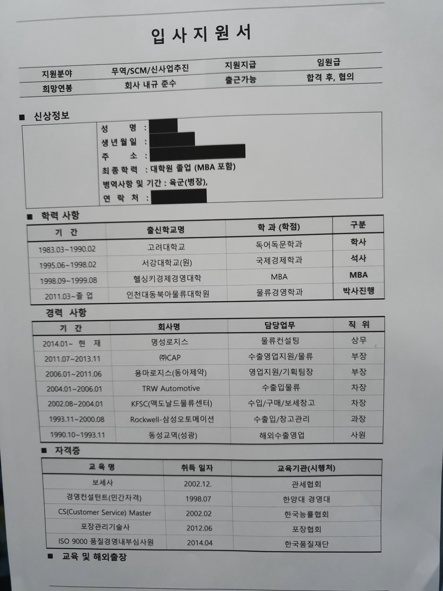 입사지원서
지원분야 무역/SCM/신사업추진 지원직급 임원급
희망연봉 회사 내규 준수 출근가능 합격 후, 협의
■ 신상정보
성 명 :
생년월일 :
주 소 :
최종학력 : 대학원 졸업 (MBA 포함)
병역사항 및 기간 : 육군(병장),
연 락 처 :
■ 학력 사항
기 간 출신학교명 학 과 (학점) 구분
1983.03~1990.02 고려대학교 독어독문학과 학사
1995.06~1998.02 서강대학교(원) 국제경제학과 석사
1998.09~1999.08 헬싱키경제경영대학 MBA MBA
2011.03~졸 업 인천대동북아물류대학원 물류경영학과 박사진행
경력 사항
기 간 회사명 담당업무 직 위
2014.01~ 현 재 명성로지스 물류컨설팅 상무
2011.07~2013.11 ㈜CAP 수출영업지원/물류 부장
2006.01~2011.06 용마로지스(동아제약) 영업지원/기획팀장 부장
2004.01~2006.01 TRW Automotive 수출입물류 차장
2002.08~2004.01 KFSC(맥도날드물류센터) 수입/구매/보세창고 차장
1993.11~2000.08 Rockwell-삼성오토메이션 수출입/창고관리 과장
1990.10~1993.11 동성교역(성광) 해외수출영업 사원
■ 자격증
교 육 명 취득 일자 교육기관(시행처)
보세사 2002.12. 관세협회
경영컨설턴트(민간자격) 1998.07 한양대 경영대
CS(Customer Service) Master 2002.02 한국능률협회
포장관리기술사 2012.06 포장협회
ISO 9000 품질경영내부심사원 2014.04 한국품질재단
■ 교육 및 해외출장